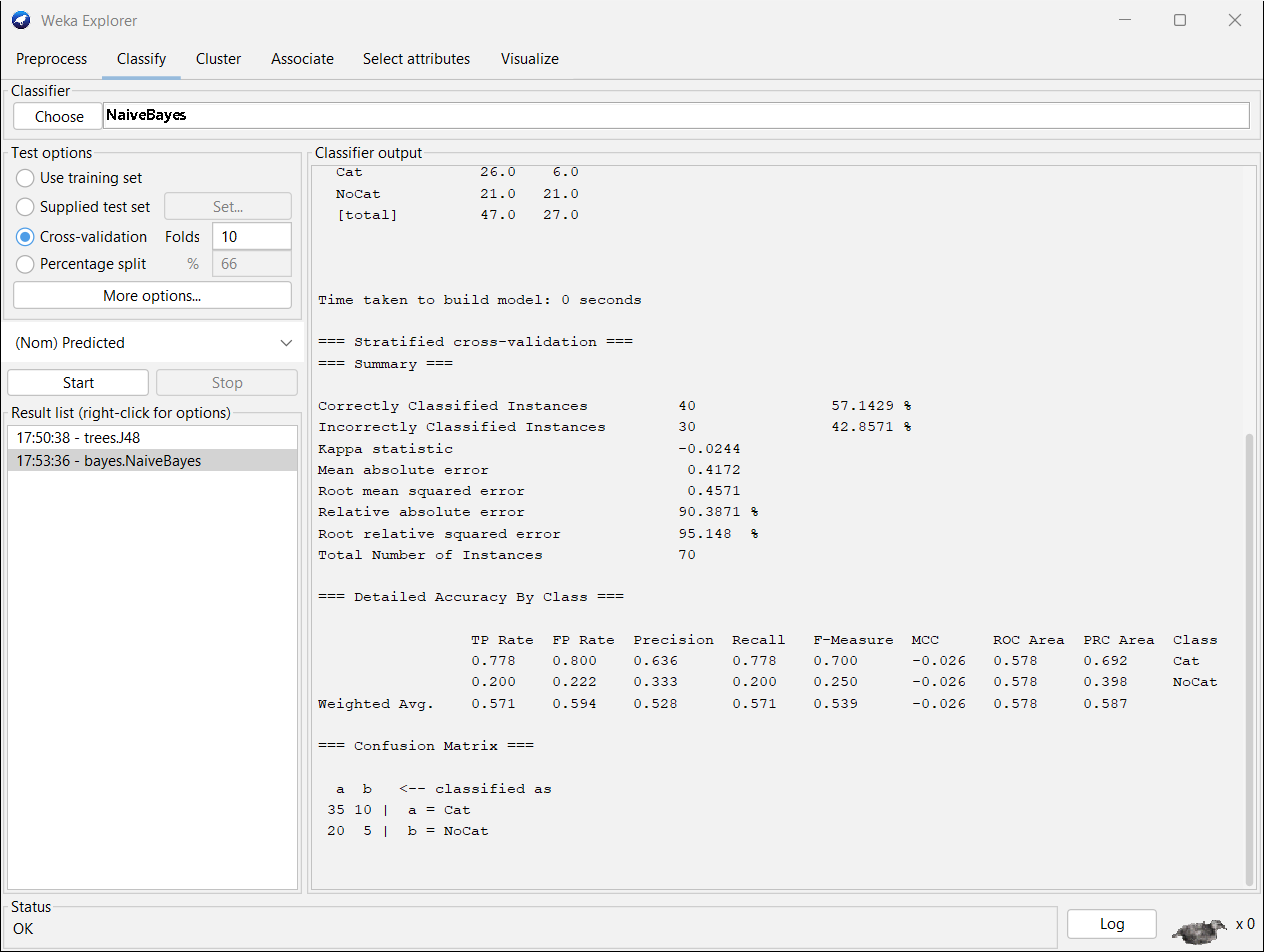 Weka Explorer
Preprocess Classify Cluster Associate Select attributes Visualize
Classifier
Choose NaiveBayes
Test options
Use training set
Supplied test set Set...
Cross-validation Folds 10
Percentage split % 66
More options...
(Nom) Predicted
Start Stop
Result list (right-click for options)
17:50:38 - trees.J48
17:53:36 - bayes.NaiveBayes
Classifier output
Cat 26.0 6.0
NoCat 21.0 21.0
[total] 47.0 27.0
Time taken to build model: 0 seconds
=== Stratified cross-validation ===
=== Summary ===
Correctly Classified Instances 40 57.1429 %
Incorrectly Classified Instances 30 42.8571 %
Kappa statistic -0.0244
Mean absolute error 0.4172
Root mean squared error 0.4571
Relative absolute error 90.3871 %
Root relative squared error 95.148 %
Total Number of Instances 70
=== Detailed Accuracy By Class ===
TP Rate FP Rate Precision Recall F-Measure MCC ROC Area PRC Area Class
0.778 0.800 0.636 0.778 0.700 -0.026 0.578 0.692 Cat
0.200 0.222 0.333 0.200 0.250 -0.026 0.578 0.398 NoCat
Weighted Avg. 0.571 0.594 0.528 0.571 0.539 -0.026 0.578 0.587
=== Confusion Matrix ===
a b <-- classified as
35 10 | a = Cat
20 5 | b = NoCat
Status
OK
Log x 0